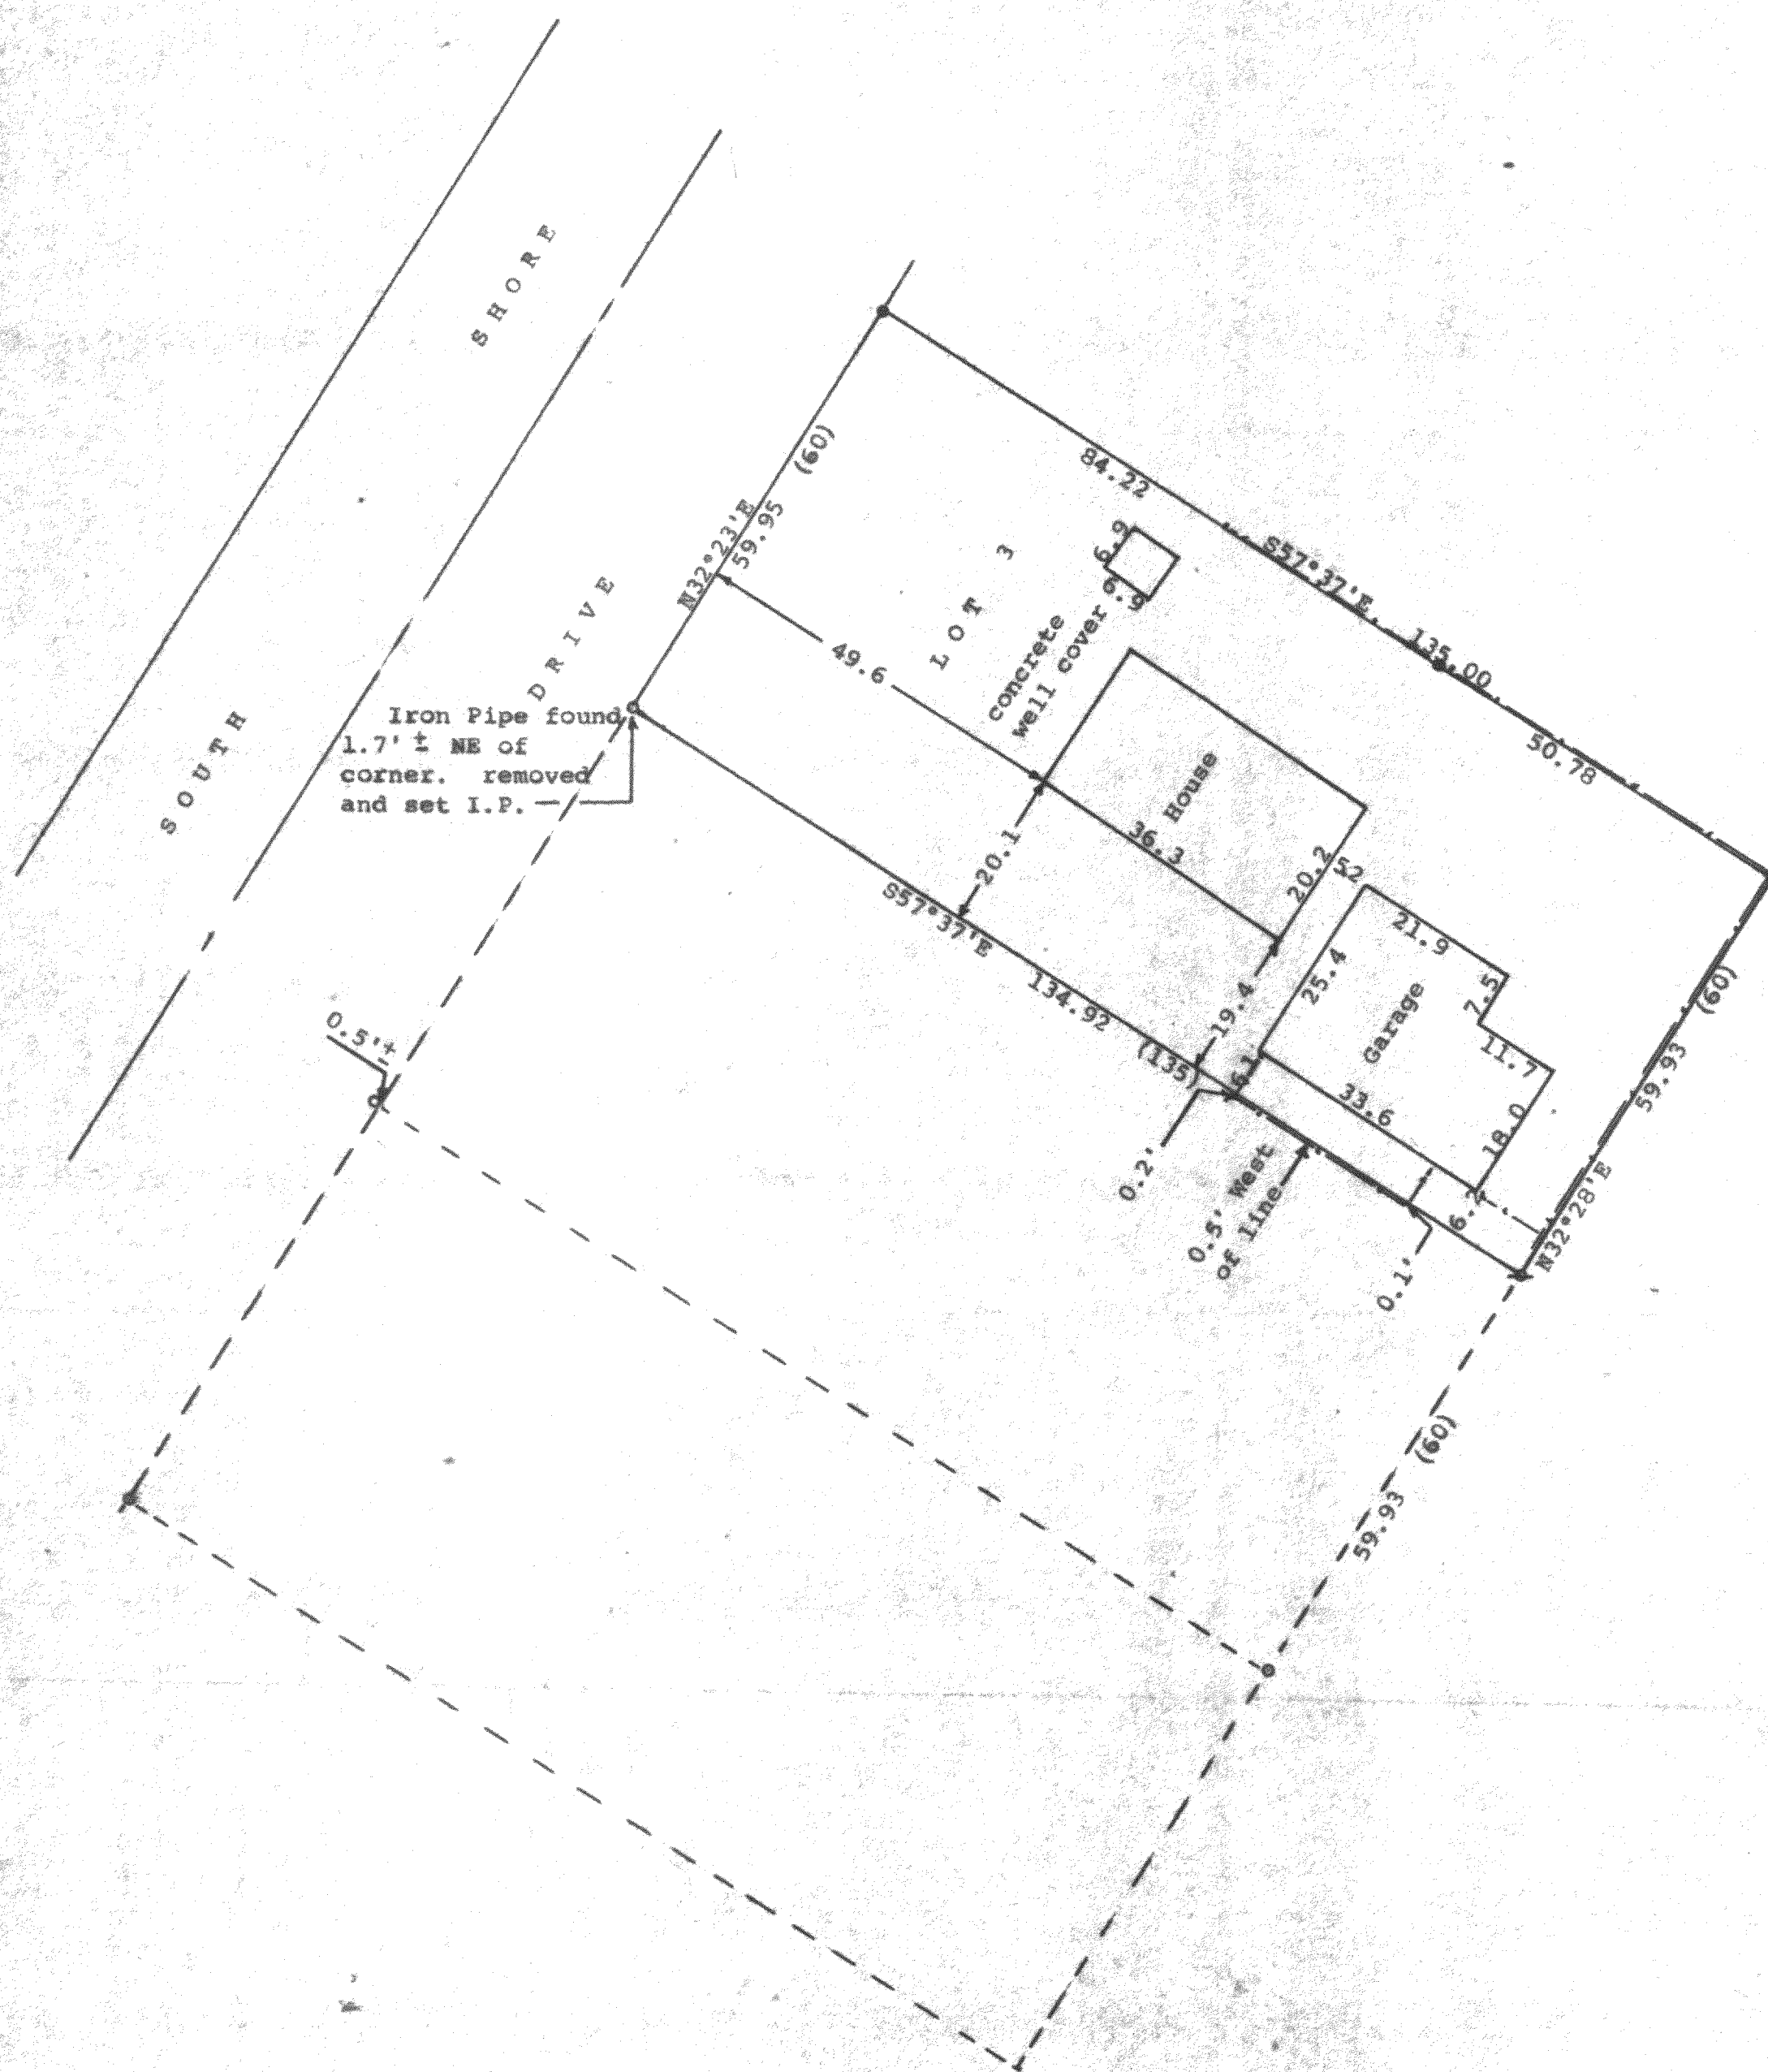 SOUTH SHORE
DRIVE
N32°23'E
59.95 (60)
84.22
S57°37'E. 135.00.
50.78
LOT 3
6.9
6.9
concrete
well cover
49.6
Iron Pipe found
1.7' ± NE of
corner. removed
and set I.P.
House
36.3
20.1
20.2
52
S57°37'E 134.92 (135)
19.4
6.1
21.9
25.4
Garage
7.5
11.7
33.6
18.0
6.2
(60)
59.93
N32°28'E
0.5'±
0.2'
0.5' West
of line
0.1'
(60)
59.93